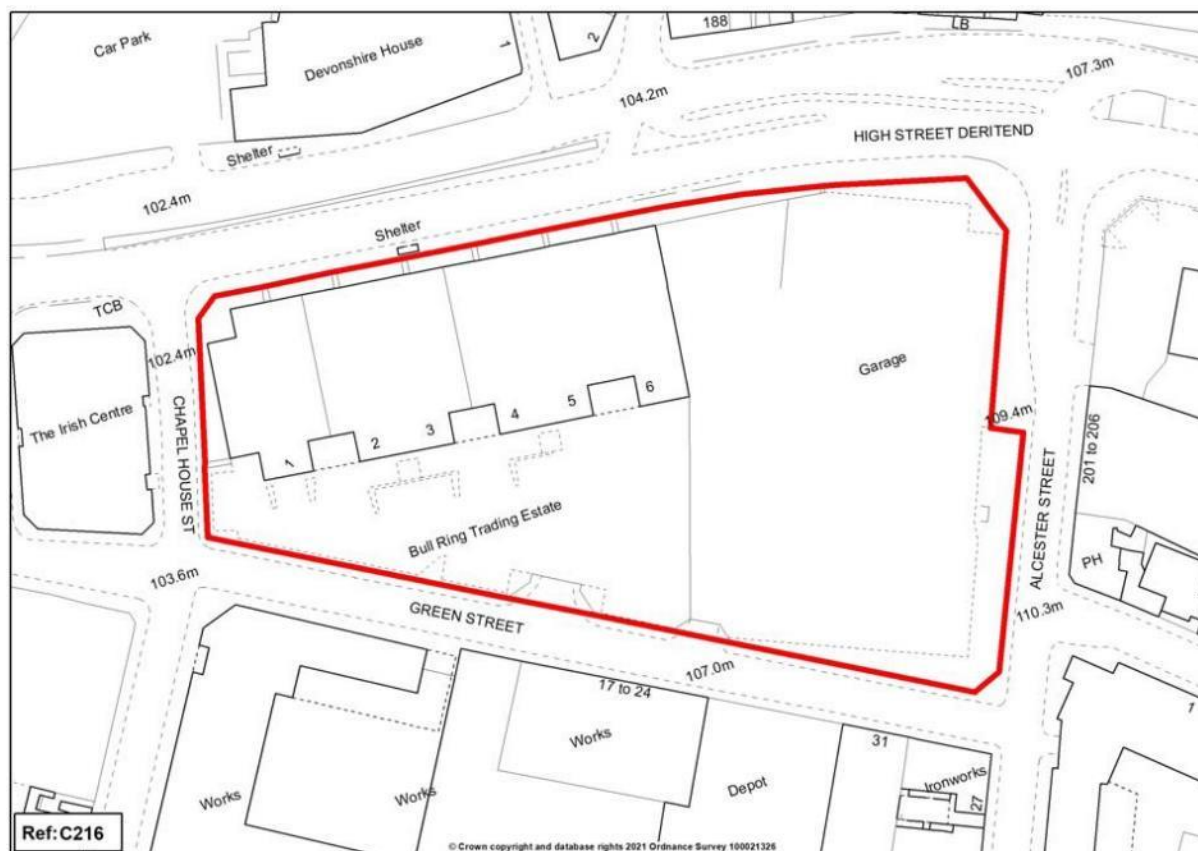 Car Park
Devonshire House
1
2
188
LB
107.3m
104.2m
HIGH STREET DERITEND
Shelter
102.4m
Shelter
TCB
102.4m
The Irish Centre
CHAPEL HOUSE ST
Garage
109.4m
1
2
3
4
5
6
Bull Ring Trading Estate
ALCESTER STREET
201 to 206
PH
110.3m
103.6m
GREEN STREET
107.0m
17 to 24
Works
Works
Works
Depot
31
Ironworks
27
1
Ref:C216
© Crown copyright and database rights 2021 Ordnance Survey 100021326